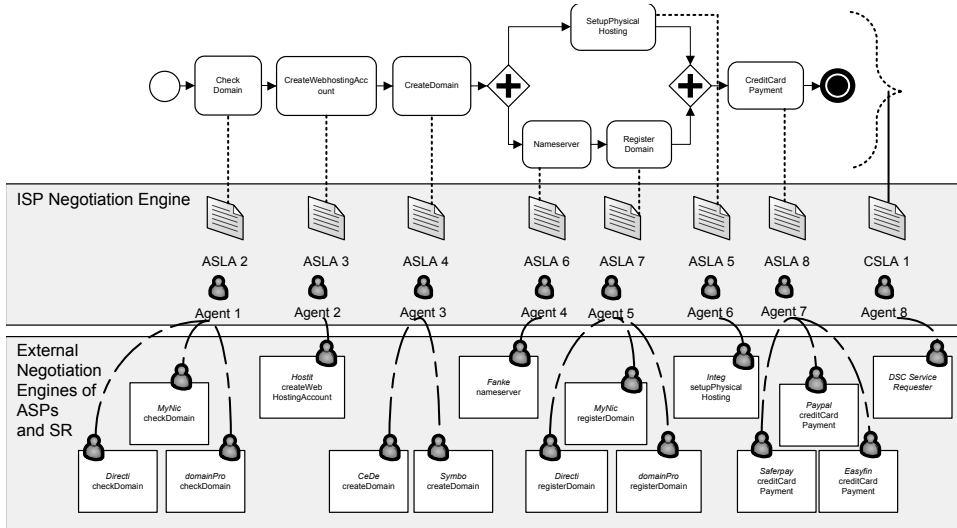 SetupPhysical
Hosting
Check
Domain
CreateWebhostingAcc
ount
CreateDomain
CreditCard
Payment
Nameserver
Register
Domain
ISP Negotiation Engine
ASLA 2
ASLA 3
ASLA 4
ASLA 6
ASLA 7
ASLA 5
ASLA 8
CSLA 1
Agent 1
Agent 2
Agent 3
Agent 4
Agent 5
Agent 6
Agent 7
Agent 8
External
Negotiation
Engines of
ASPs
and SR
MyNic
checkDomain
Hostit
createWeb
HostingAccount
Fanke
nameserver
MyNic
registerDomain
Integ
setupPhysical
Hosting
Paypal
creditCard
Payment
DSC Service
Requester
Directi
checkDomain
domainPro
checkDomain
CeDe
createDomain
Symbo
createDomain
Directi
registerDomain
domainPro
registerDomain
Saferpay
creditCard
Payment
Easyfin
creditCard
Payment